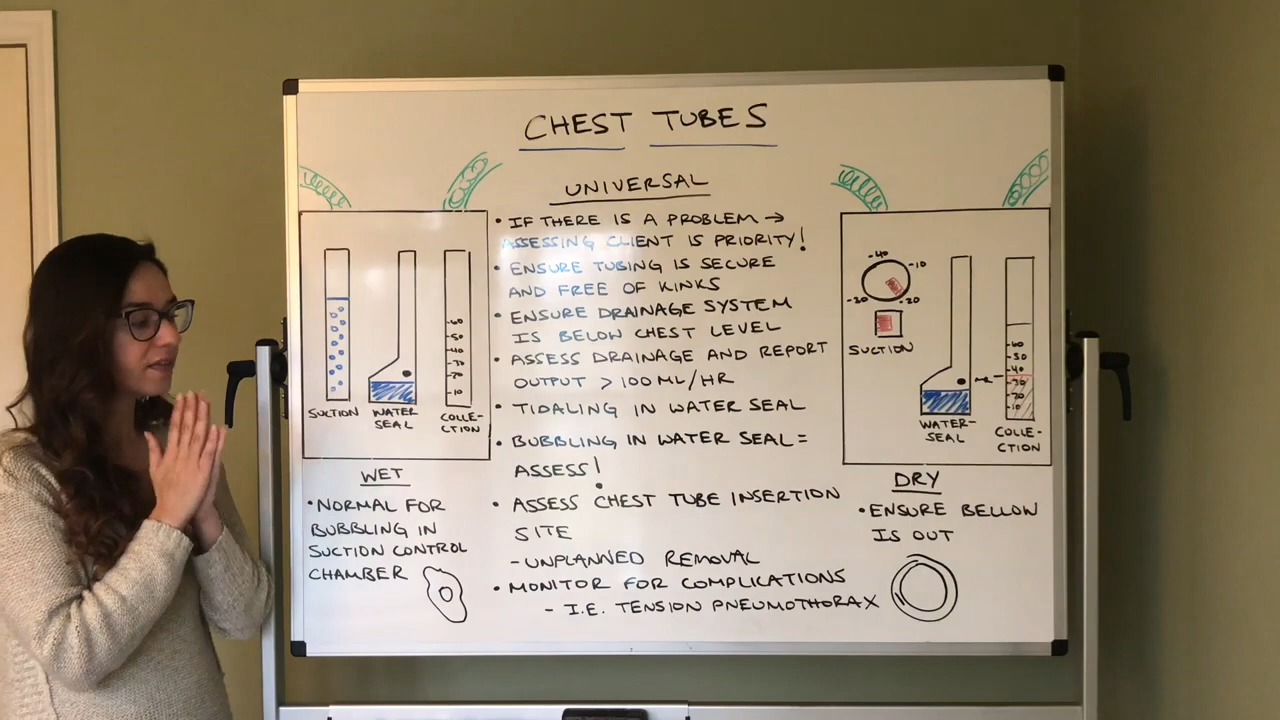 CHEST TUBES
UNIVERSAL
• IF THERE IS A PROBLEM →
ASSESSING CLIENT IS PRIORITY!
• ENSURE TUBING IS SECURE
AND FREE OF KINKS
• ENSURE DRAINAGE SYSTEM
IS BELOW CHEST LEVEL
• ASSESS DRAINAGE AND REPORT
OUTPUT > 100 ML/HR
• TIDALING IN WATER SEAL
• BUBBLING IN WATER SEAL =
ASSESS!
• ASSESS CHEST TUBE INSERTION
SITE
- UNPLANNED REMOVAL
• MONITOR FOR COMPLICATIONS
- I.E. TENSION PNEUMOTHORAX
SUCTION
WATER
SEAL
-60
-50
-40
-30
-20
-10
COLLE-
CTION
WET
• NORMAL FOR
BUBBLING IN
SUCTION CONTROL
CHAMBER
-40
-10
-20
SUCTION
WATER-
SEAL
-60
-50
-40
-30
-20
-10
COLLE-
CTION
DRY
• ENSURE BELLOW
IS OUT